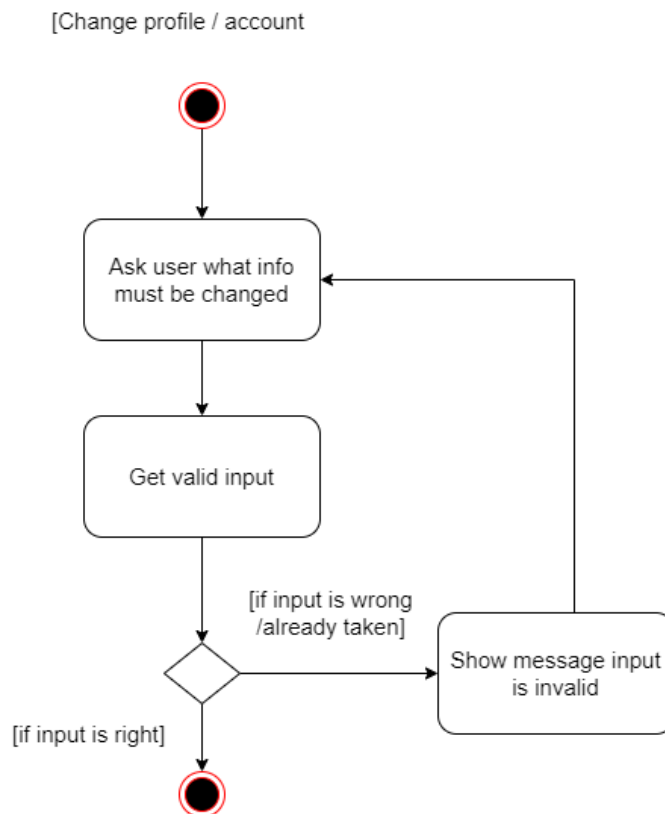 [Change profile / account
Ask user what info
must be changed
Get valid input
[if input is wrong
/already taken]
Show message input
is invalid
[if input is right]